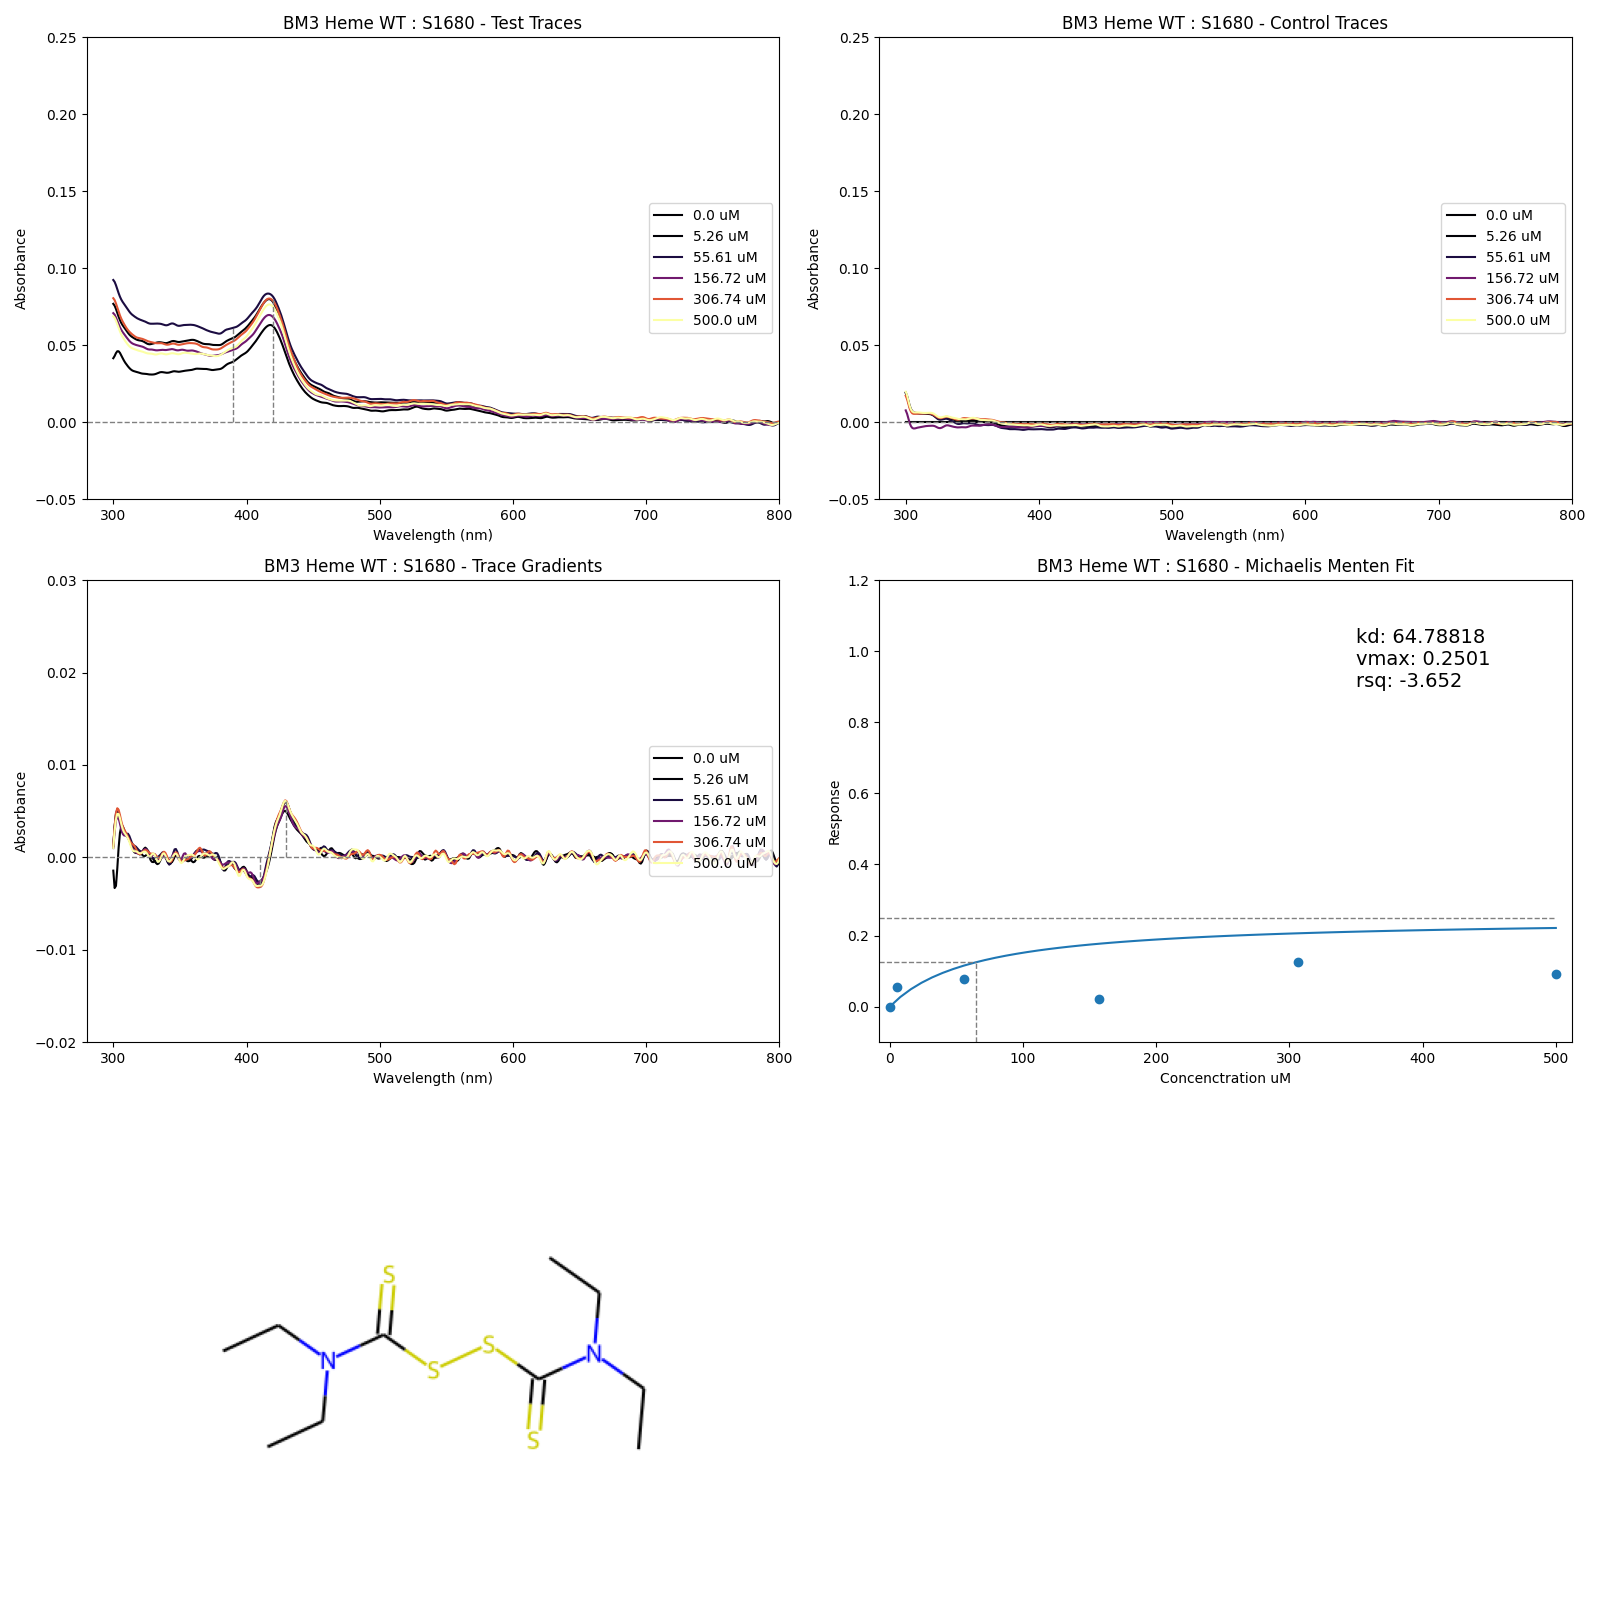 BM3 Heme WT : S1680 - Test Traces
0.25
0.20
0.15
0.10
0.05
0.00
−0.05
Absorbance
300
400
500
600
700
800
Wavelength (nm)
0.0 uM
5.26 uM
55.61 uM
156.72 uM
306.74 uM
500.0 uM
BM3 Heme WT : S1680 - Control Traces
0.25
0.20
0.15
0.10
0.05
0.00
−0.05
Absorbance
300
400
500
600
700
800
Wavelength (nm)
0.0 uM
5.26 uM
55.61 uM
156.72 uM
306.74 uM
500.0 uM
BM3 Heme WT : S1680 - Trace Gradients
0.03
0.02
0.01
0.00
−0.01
−0.02
Absorbance
300
400
500
600
700
800
Wavelength (nm)
0.0 uM
5.26 uM
55.61 uM
156.72 uM
306.74 uM
500.0 uM
BM3 Heme WT : S1680 - Michaelis Menten Fit
1.2
1.0
0.8
0.6
0.4
0.2
0.0
Response
0
100
200
300
400
500
Concenctration uM
kd: 64.78818
vmax: 0.2501
rsq: -3.652
S
N
S
S
N
S